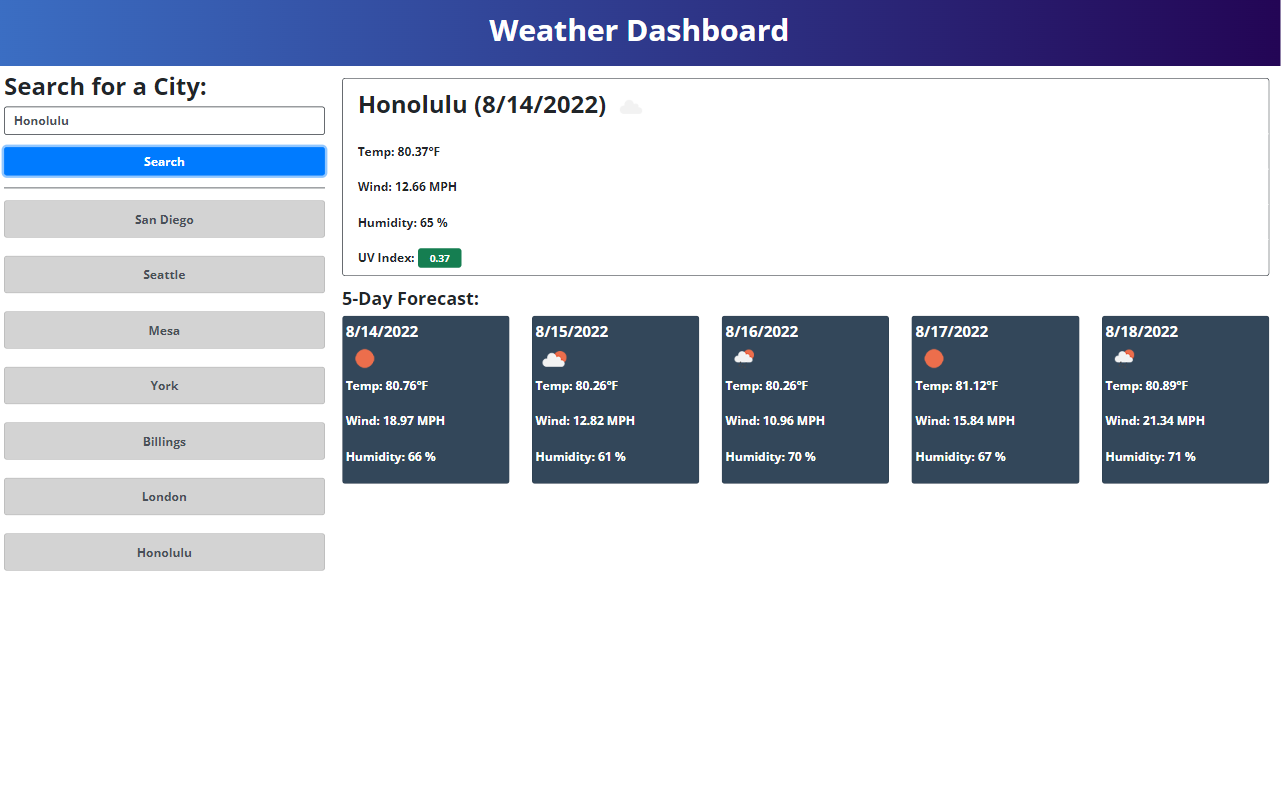 Weather Dashboard
Search for a City:
Honolulu
Search
San Diego
Seattle
Mesa
York
Billings
London
Honolulu
Honolulu (8/14/2022)
Temp: 80.37°F
Wind: 12.66 MPH
Humidity: 65 %
UV Index: 0.37
5-Day Forecast:
8/14/2022
Temp: 80.76°F
Wind: 18.97 MPH
Humidity: 66 %
8/15/2022
Temp: 80.26°F
Wind: 12.82 MPH
Humidity: 61 %
8/16/2022
Temp: 80.26°F
Wind: 10.96 MPH
Humidity: 70 %
8/17/2022
Temp: 81.12°F
Wind: 15.84 MPH
Humidity: 67 %
8/18/2022
Temp: 80.89°F
Wind: 21.34 MPH
Humidity: 71 %